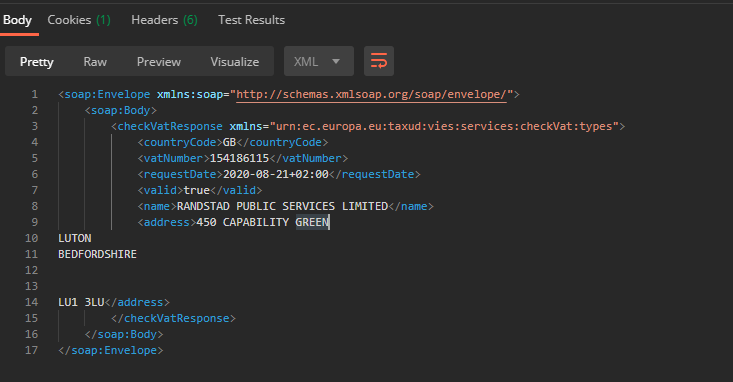 Body Cookies (1) Headers (6) Test Results
Pretty Raw Preview Visualize XML
1 <soap:Envelope xmlns:soap="http://schemas.xmlsoap.org/soap/envelope/">
2 <soap:Body>
3 <checkVatResponse xmlns="urn:ec.europa.eu:taxud:vies:services:checkVat:types">
4 <countryCode>GB</countryCode>
5 <vatNumber>154186115</vatNumber>
6 <requestDate>2020-08-21+02:00</requestDate>
7 <valid>true</valid>
8 <name>RANDSTAD PUBLIC SERVICES LIMITED</name>
9 <address>450 CAPABILITY GREEN
10 LUTON
11 BEDFORDSHIRE
12
13
14 LU1 3LU</address>
15 </checkVatResponse>
16 </soap:Body>
17 </soap:Envelope>